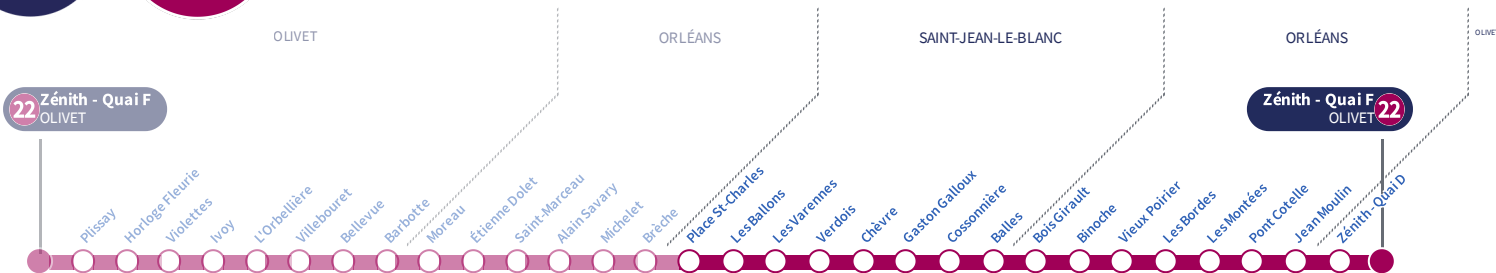 OLIVET
ORLÉANS
SAINT-JEAN-LE-BLANC
ORLÉANS
OLIVE
22
Zénith - Quai F
OLIVET
Zénith - Quai F
OLIVET
22
Plissay
Horloge Fleurie
Violettes
Ivoy
L'Orbellière
Villebouret
Bellevue
Barbotte
Moreau
Étienne Dolet
Saint-Marceau
Alain Savary
Michelet
Brèche
Place St-Charles
Les Ballons
Les Varennes
Verdois
Chèvre
Gaston Galloux
Cossonnière
Balles
Bois Girault
Binoche
Vieux Poirier
Les Bordes
Les Montées
Pont Cotelle
Jean Moulin
Zénith - Quai D